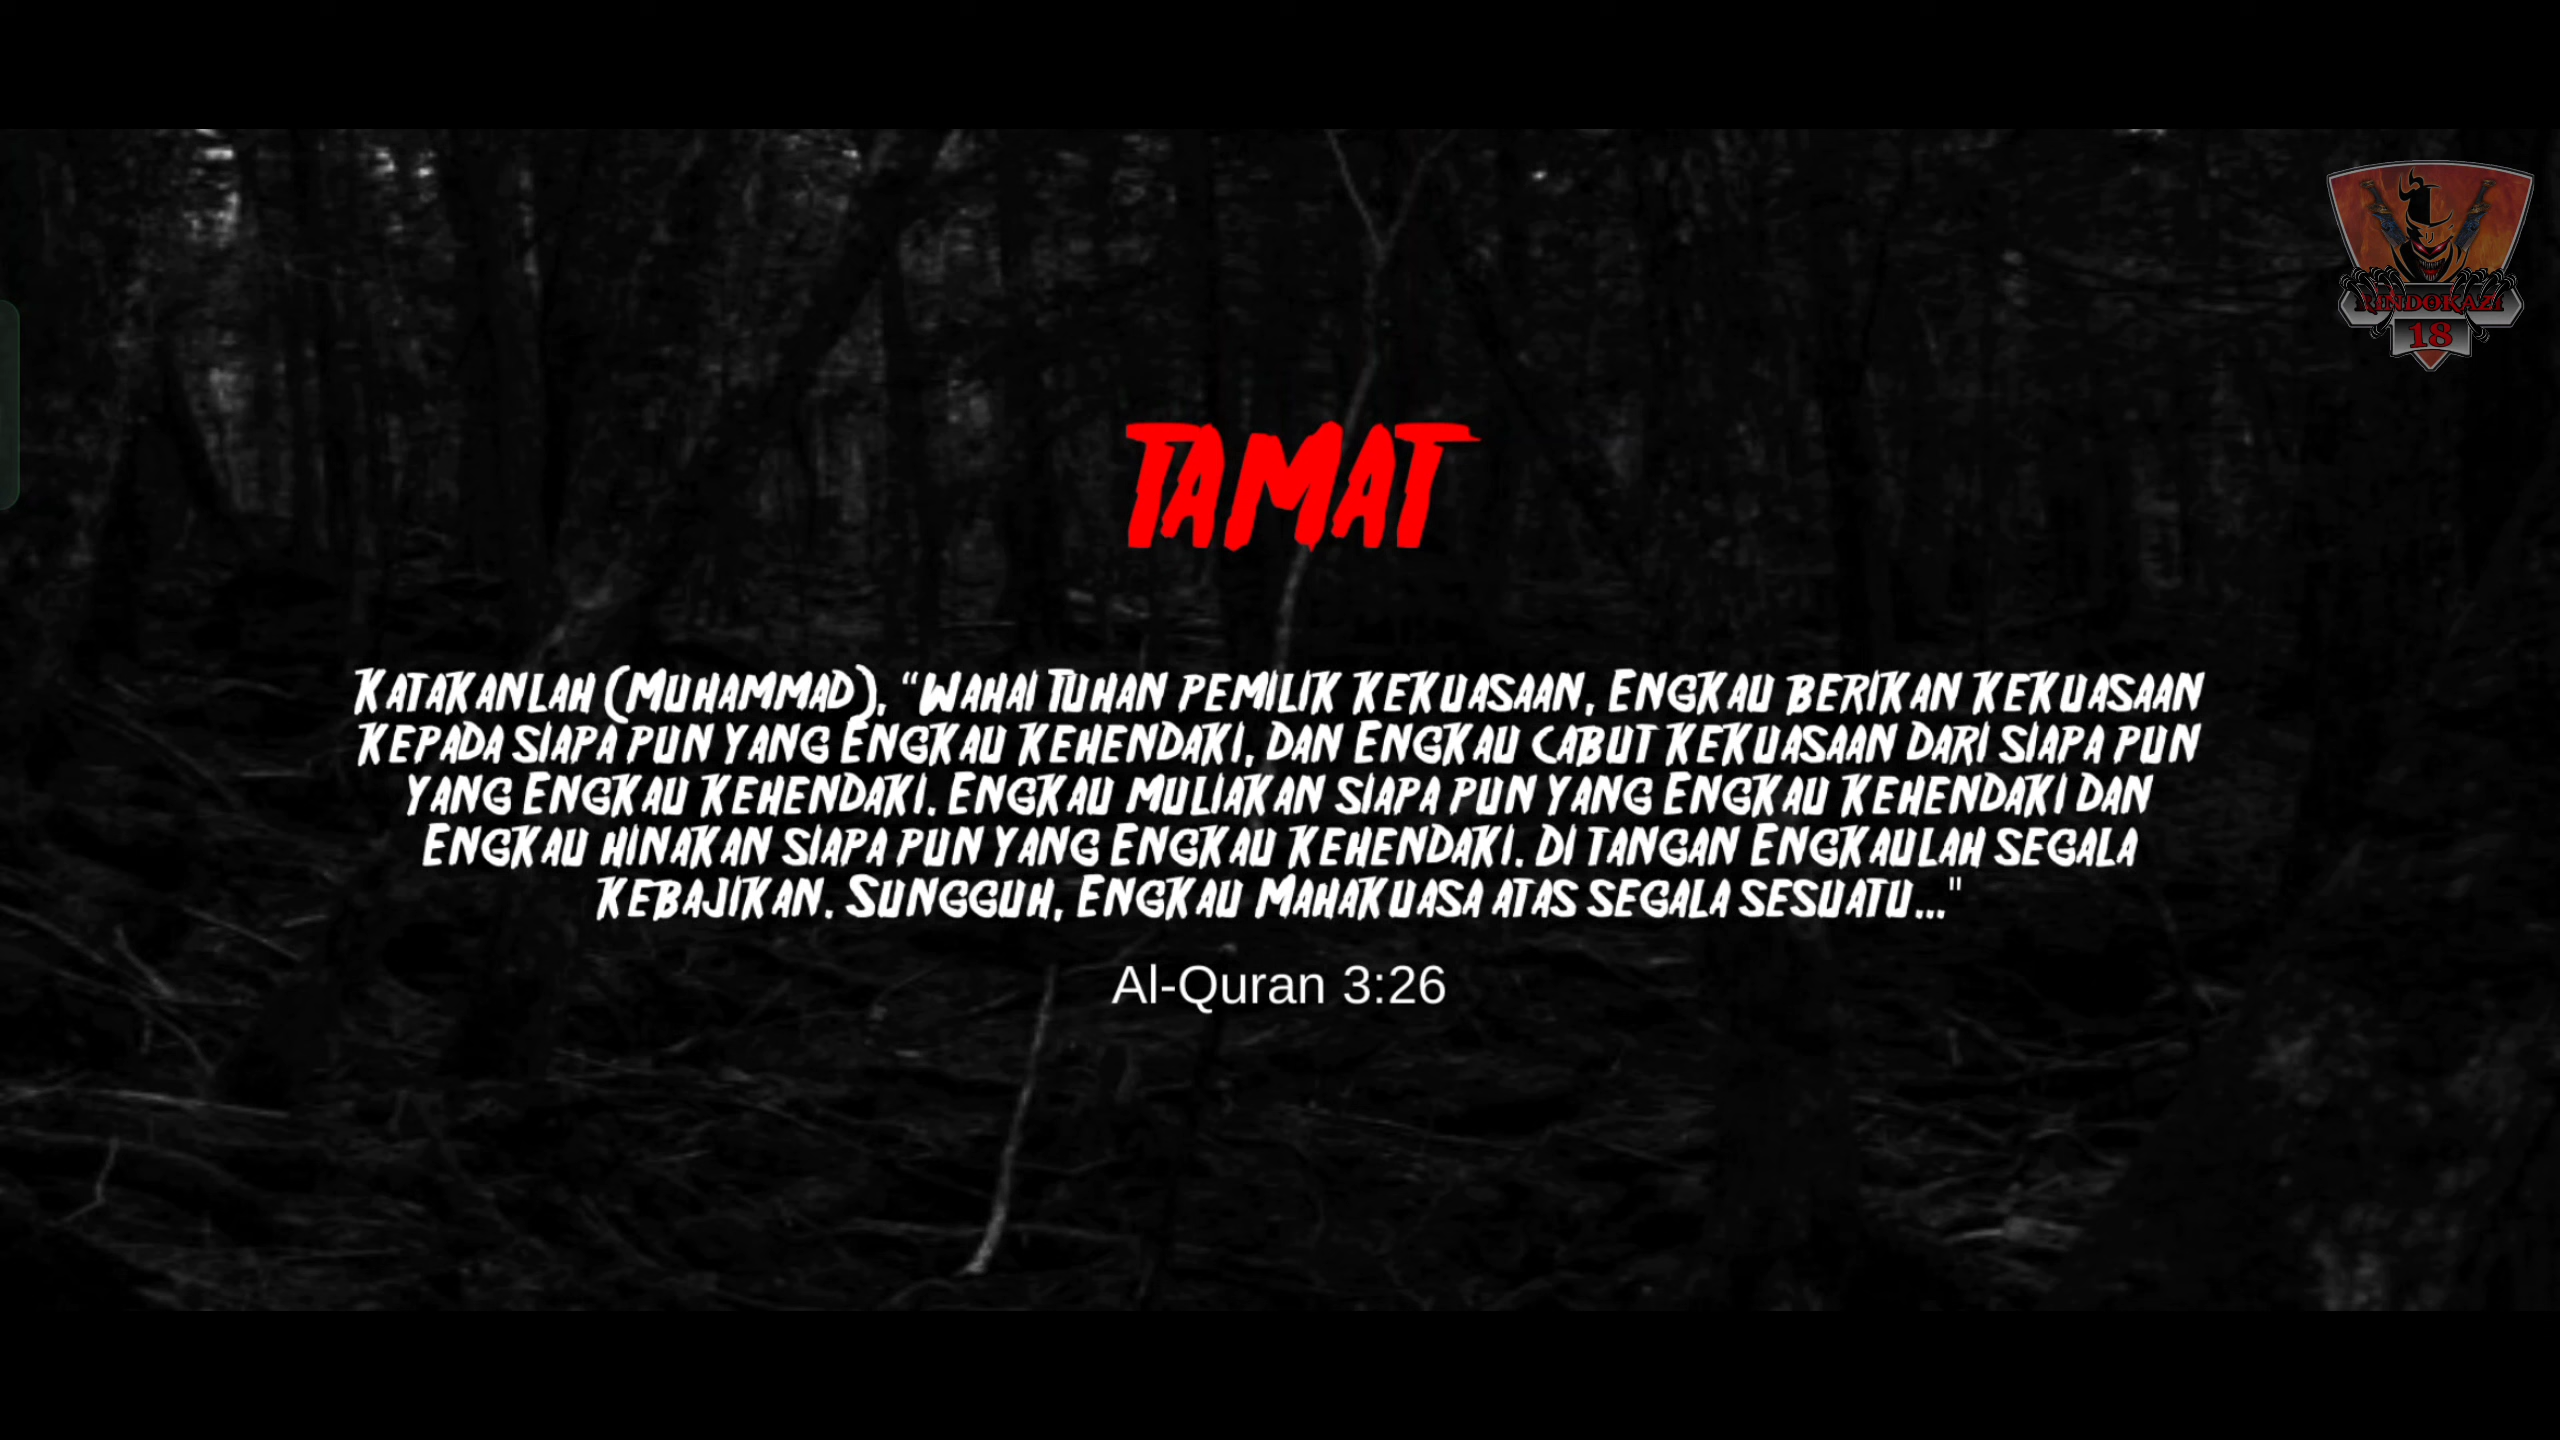 RINDOKAZI
18
TAMAT
Katakanlah (Muhammad), “Wahai Tuhan pemilik kekuasaan, Engkau berikan kekuasaan
kepada siapa pun yang Engkau kehendaki, dan Engkau cabut kekuasaan dari siapa pun
yang Engkau kehendaki. Engkau muliakan siapa pun yang Engkau kehendaki dan
Engkau hinakan siapa pun yang Engkau kehendaki. Di tangan Engkaulah segala
kebajikan. Sungguh, Engkau Mahakuasa atas segala sesuatu..."
Al-Quran 3:26